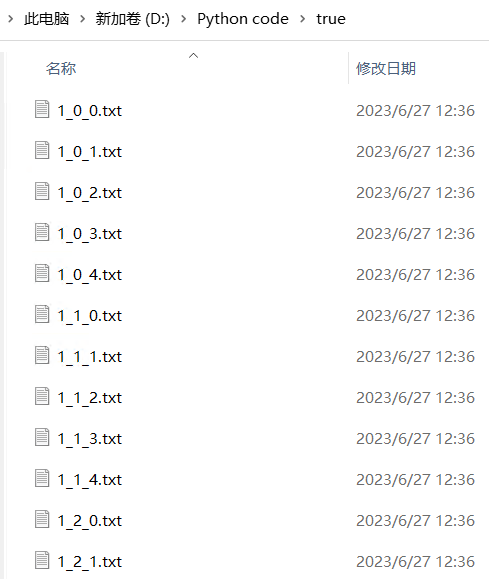 此电脑 > 新加卷 (D:) > Python code > true
名称 修改日期
1_0_0.txt 2023/6/27 12:36
1_0_1.txt 2023/6/27 12:36
1_0_2.txt 2023/6/27 12:36
1_0_3.txt 2023/6/27 12:36
1_0_4.txt 2023/6/27 12:36
1_1_0.txt 2023/6/27 12:36
1_1_1.txt 2023/6/27 12:36
1_1_2.txt 2023/6/27 12:36
1_1_3.txt 2023/6/27 12:36
1_1_4.txt 2023/6/27 12:36
1_2_0.txt 2023/6/27 12:36
1_2_1.txt 2023/6/27 12:36